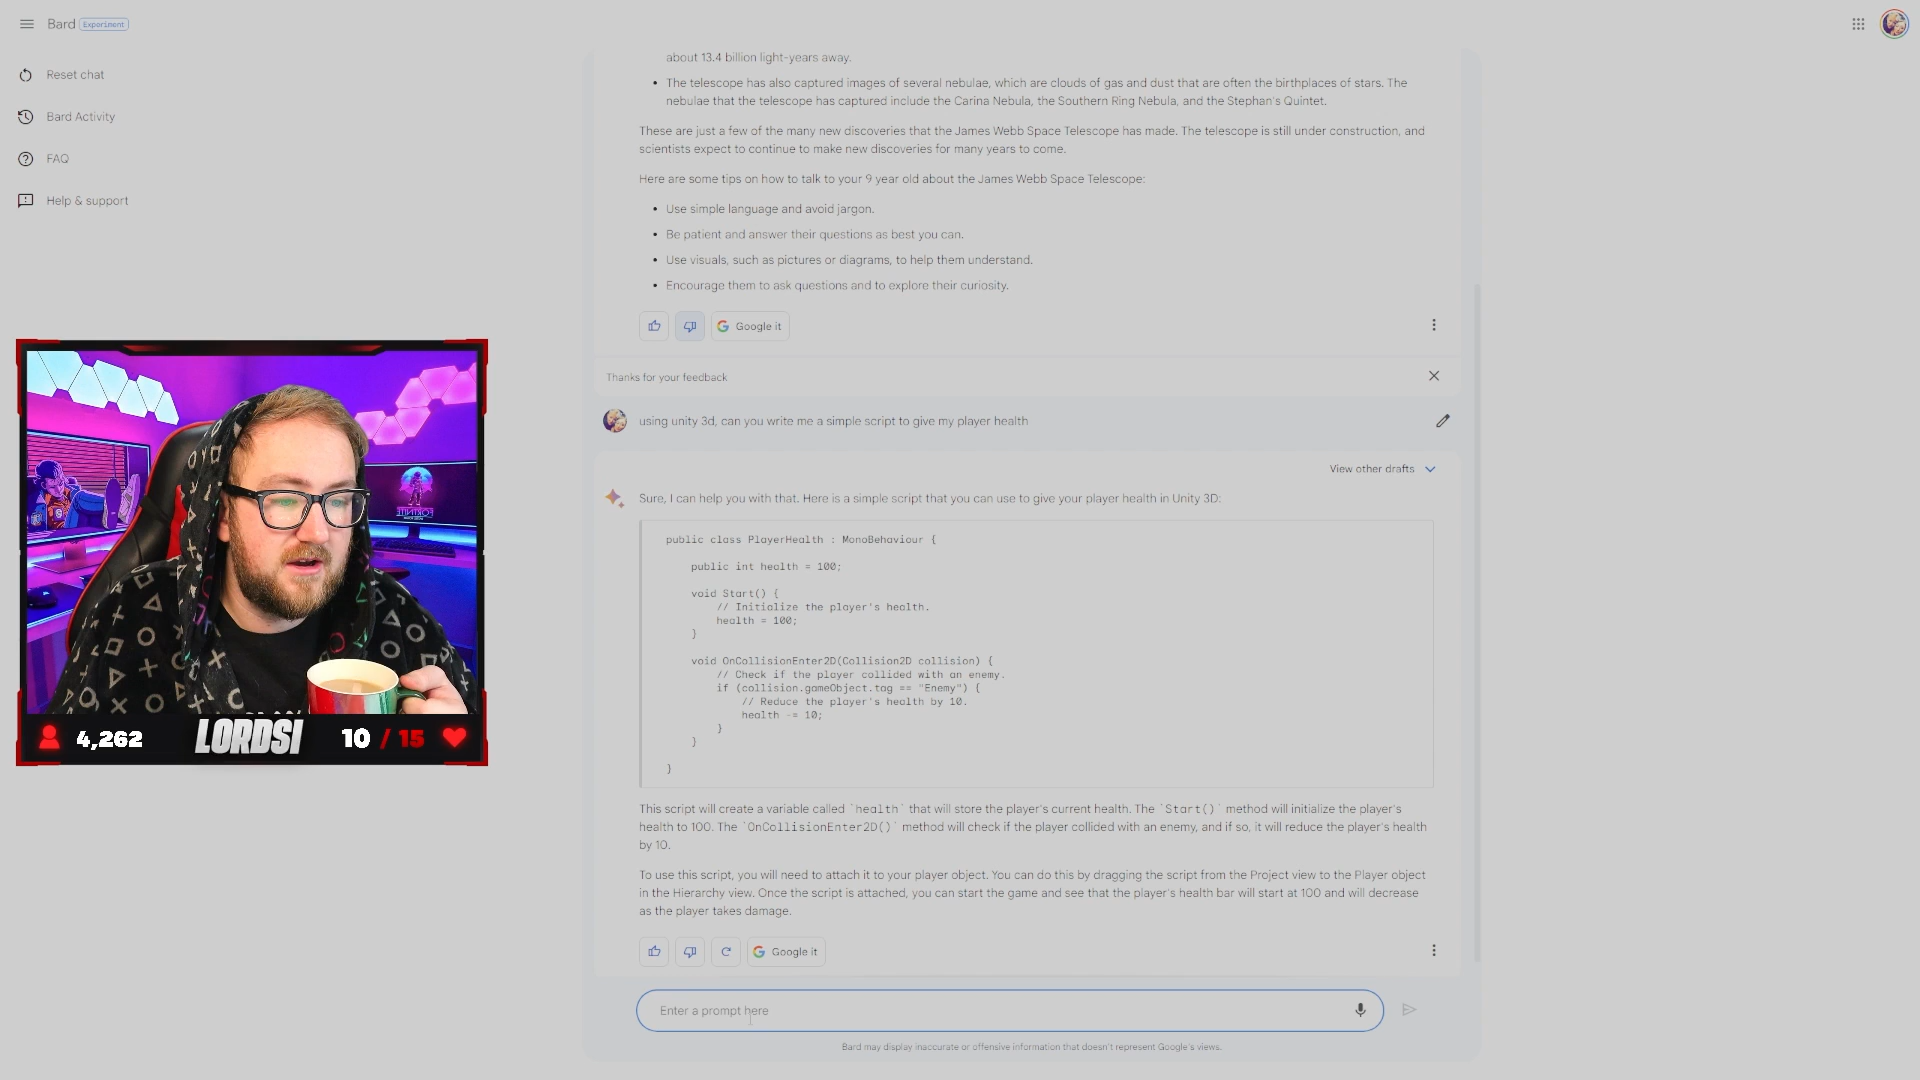 Bard Experiment
Reset chat
Bard Activity
FAQ
Help & support
about 13.4 billion light-years away.
• The telescope has also captured images of several nebulae, which are clouds of gas and dust that are often the birthplaces of stars. The
nebulae that the telescope has captured include the Carina Nebula, the Southern Ring Nebula, and the Stephan's Quintet.
These are just a few of the many new discoveries that the James Webb Space Telescope has made. The telescope is still under construction, and
scientists expect to continue to make new discoveries for many years to come.
Here are some tips on how to talk to your 9 year old about the James Webb Space Telescope:
• Use simple language and avoid jargon.
• Be patient and answer their questions as best you can.
• Use visuals, such as pictures or diagrams, to help them understand.
• Encourage them to ask questions and to explore their curiosity.
Google it
Thanks for your feedback
using unity 3d, can you write me a simple script to give my player health
View other drafts
Sure, I can help you with that. Here is a simple script that you can use to give your player health in Unity 3D:
public class PlayerHealth : MonoBehaviour {
public int health = 100;
void Start() {
// Initialize the player's health.
health = 100;
}
void OnCollisionEnter2D(Collision2D collision) {
// Check if the player collided with an enemy.
if (collision.gameObject.tag == "Enemy") {
// Reduce the player's health by 10.
health -= 10;
}
}
}
This script will create a variable called `health` that will store the player's current health. The `Start()` method will initialize the player's
health to 100. The `OnCollisionEnter2D()` method will check if the player collided with an enemy, and if so, it will reduce the player's health
by 10.
To use this script, you will need to attach it to your player object. You can do this by dragging the script from the Project view to the Player object
in the Hierarchy view. Once the script is attached, you can start the game and see that the player's health bar will start at 100 and will decrease
as the player takes damage.
Google it
Enter a prompt here
Bard may display inaccurate or offensive information that doesn't represent Google's views.
4,262 LORDSI 10 / 15